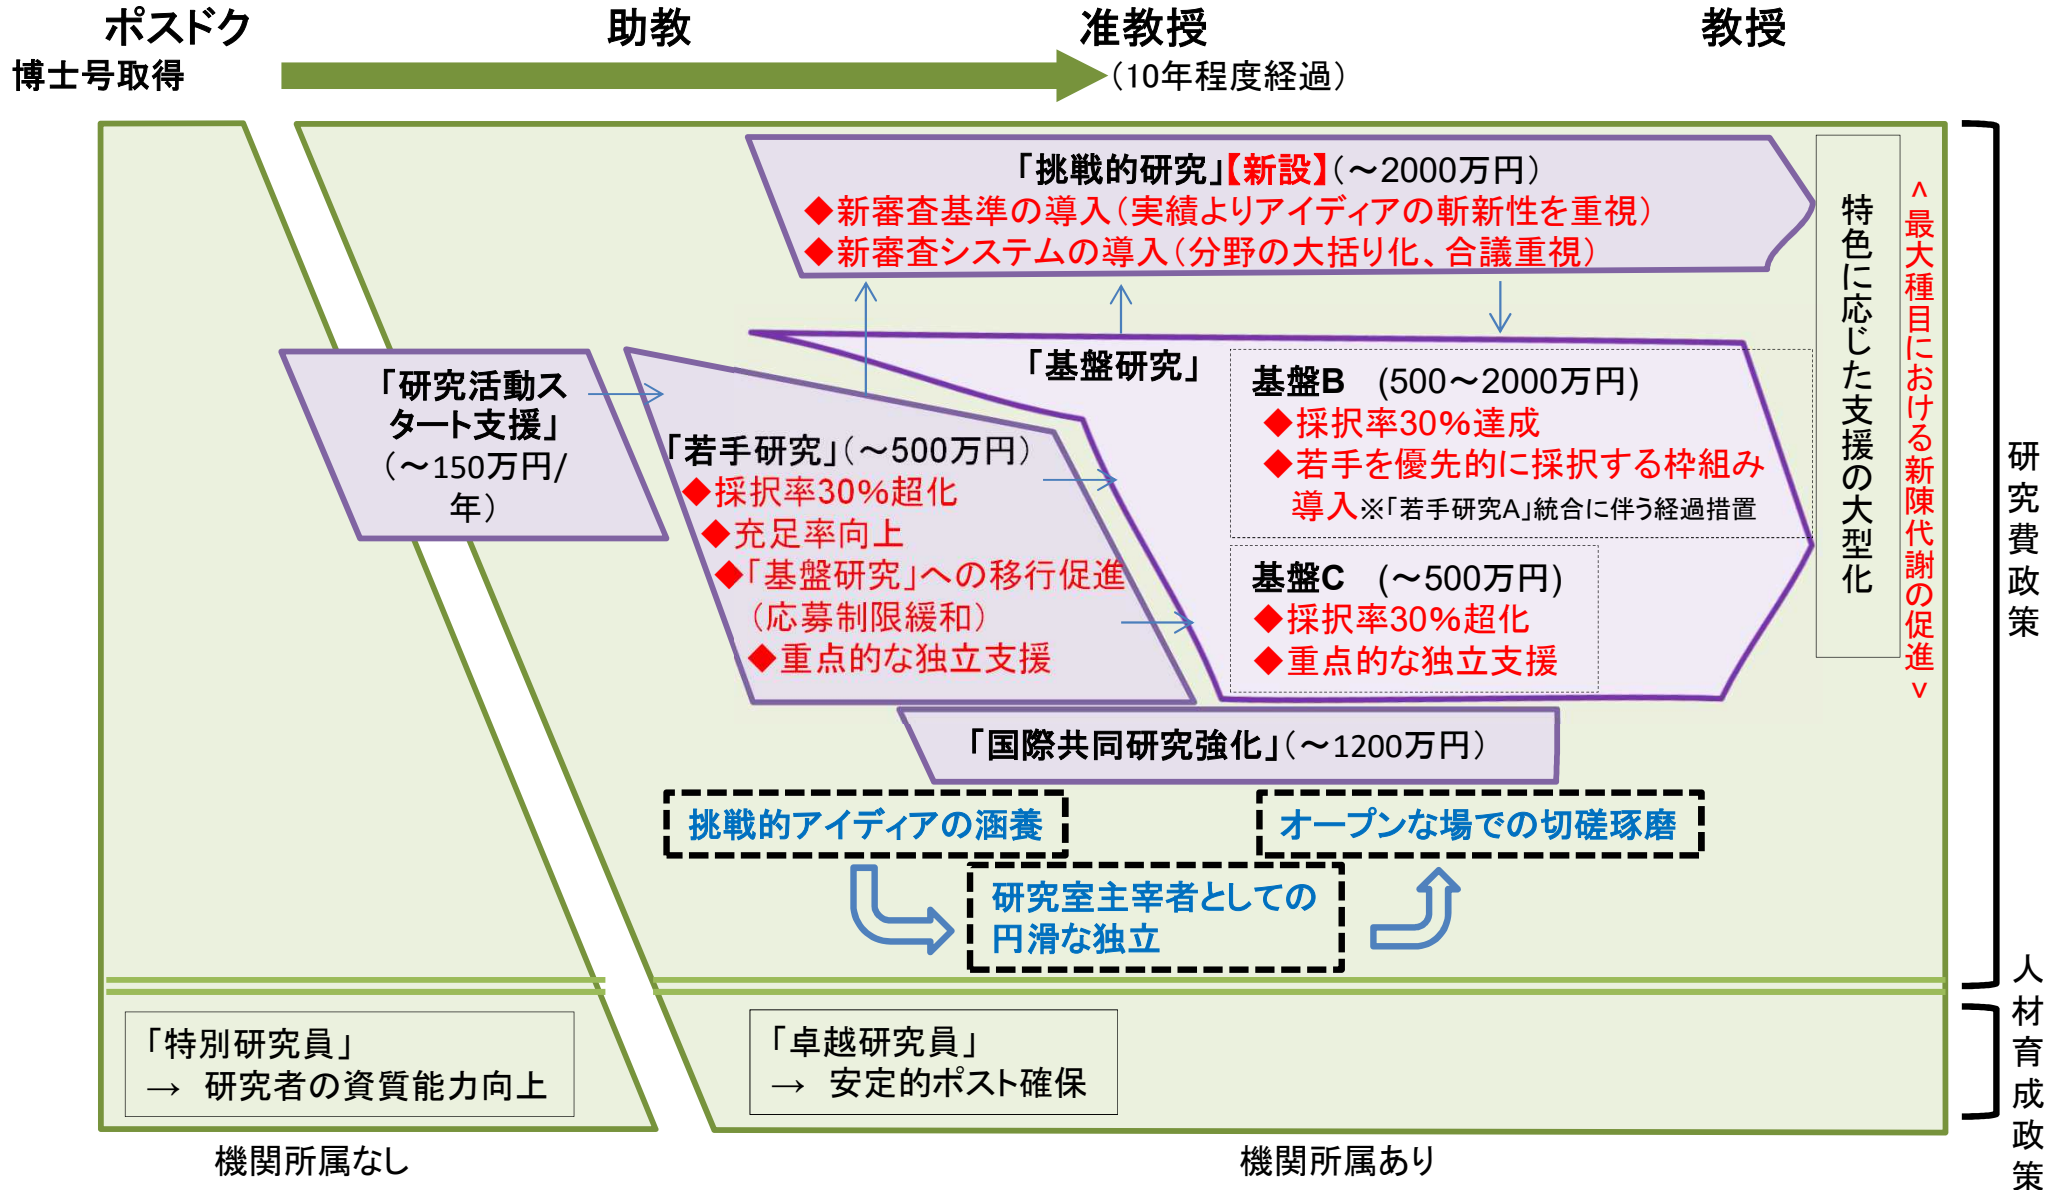 ポスドク
助教
准教授
教授
博士号取得
(10年程度経過)
「挑戦的研究」【新設】(～2000万円)
◆新審査基準の導入(実績よりアイディアの斬新性を重視)
◆新審査システムの導入(分野の大括り化、合議重視)
「研究活動ス
タート支援」
(～150万円/
年)
「若手研究」(～500万円)
◆採択率30%超化
◆充足率向上
◆「基盤研究」への移行促進
(応募制限緩和)
◆重点的な独立支援
「基盤研究」
基盤B (500～2000万円)
◆採択率30%達成
◆若手を優先的に採択する枠組み
導入※「若手研究A」統合に伴う経過措置
基盤C (～500万円)
◆採択率30%超化
◆重点的な独立支援
特色に応じた支援の大型化
<最大種目における新陳代謝の促進>
研究費政策
「国際共同研究強化」(～1200万円)
挑戦的アイディアの涵養
オープンな場での切磋琢磨
研究室主宰者としての
円滑な独立
「特別研究員」
→ 研究者の資質能力向上
「卓越研究員」
→ 安定的ポスト確保
人材育成政策
機関所属なし
機関所属あり